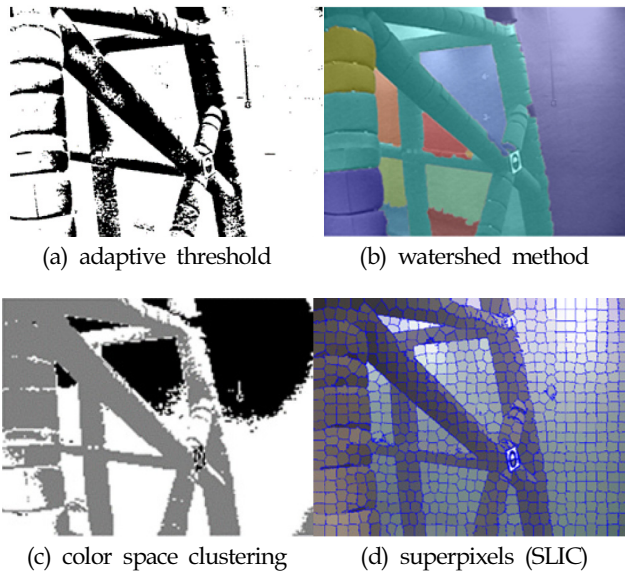 (a) adaptive threshold
(b) watershed method
(c) color space clustering
(d) superpixels (SLIC)